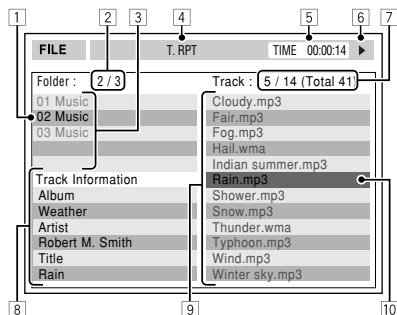 1 2 3 4 5 6 7
FILE T. RPT TIME 00:00:14
Folder : 2 / 3 Track : 5 / 14 (Total 41)
01 Music
02 Music
03 Music
Track Information
Album
Weather
Artist
Robert M. Smith
Title
Rain
Cloudy.mp3
Fair.mp3
Fog.mp3
Hail.wma
Indian summer.mp3
Rain.mp3
Shower.mp3
Snow.mp3
Thunder.wma
Typhoon.mp3
Wind.mp3
Winter sky.mp3
8 9 10